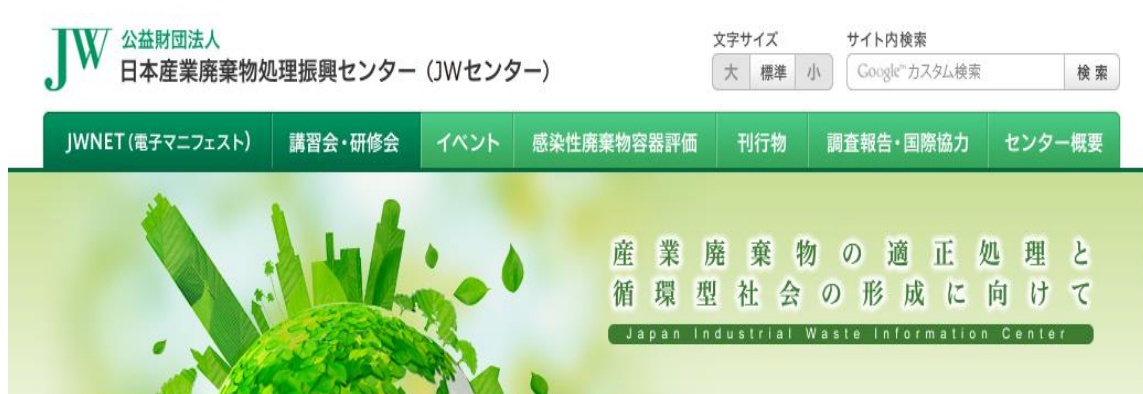 JW
公益財団法人
日本産業廃棄物処理振興センター（JWセンター）
文字サイズ
大 標準 小
サイト内検索
Google™カスタム検索 検索
JWNET（電子マニフェスト） 講習会・研修会 イベント 感染性廃棄物容器評価 刊行物 調査報告・国際協力 センター概要
産業廃棄物の適正処理と
循環型社会の形成に向けて
Japan Industrial Waste Information Center